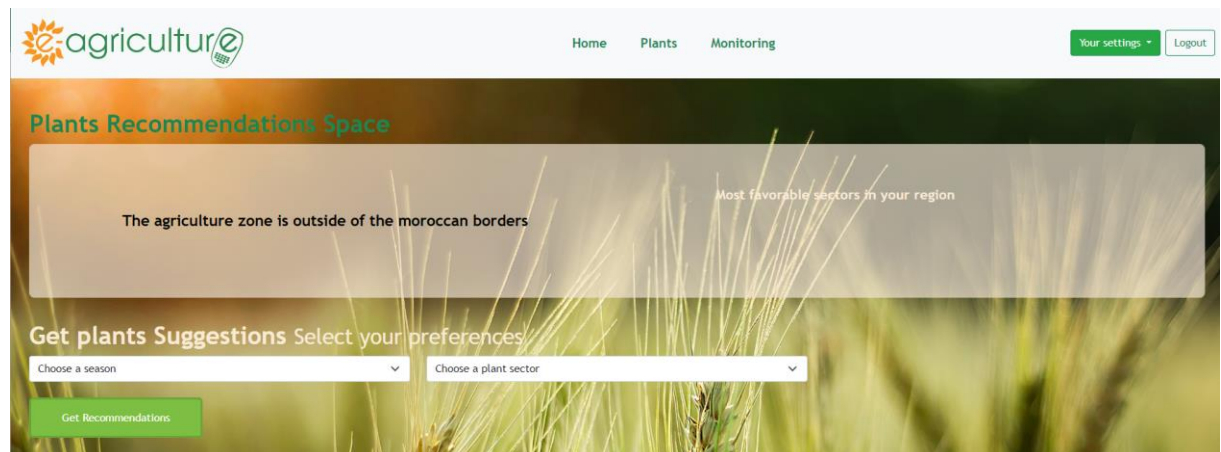 e-agriculture
Home Plants Monitoring
Your settings
Logout
Plants Recommendations Space
Most favorable sectors in your region
The agriculture zone is outside of the moroccan borders
Get plants Suggestions Select your preferences
Choose a season
Choose a plant sector
Get Recommendations